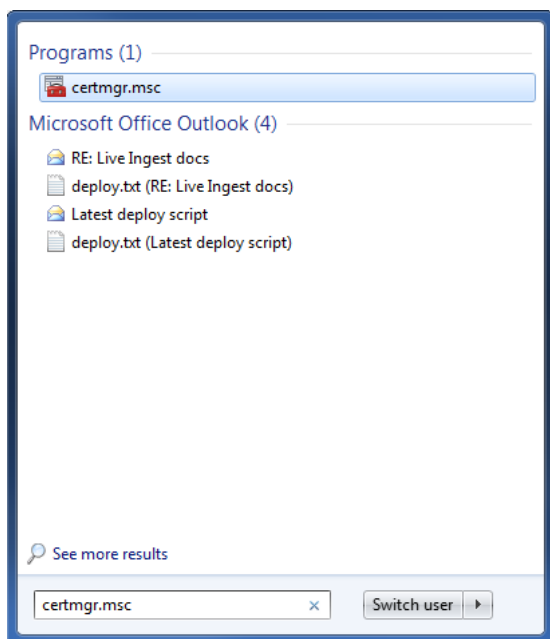 Programs (1)
certmgr.msc
Microsoft Office Outlook (4)
RE: Live Ingest docs
deploy.txt (RE: Live Ingest docs)
Latest deploy script
deploy.txt (Latest deploy script)
See more results
certmgr.msc
Switch user